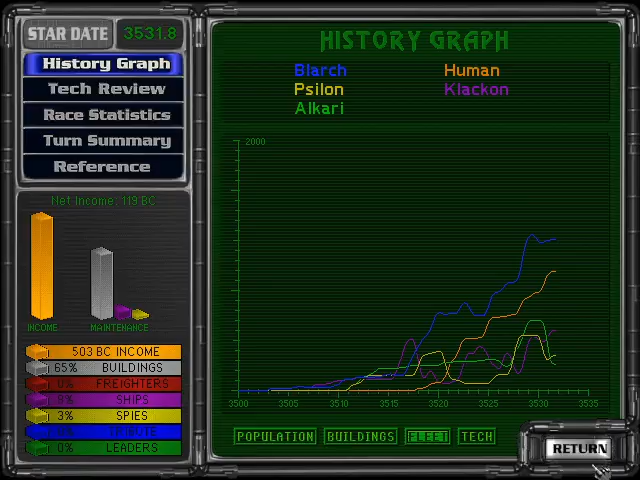 STAR DATE 3531.8
History Graph
Tech Review
Race Statistics
Turn Summary
Reference
Net Income: 119 BC
INCOME
MAINTENANCE
503 BC INCOME
65% BUILDINGS
0% FREIGHTERS
8% SHIPS
3% SPIES
0% TRIBUTE
0% LEADERS
HISTORY GRAPH
Blarch Human
Psilon Klackon
Alkari
2000
3500 3505 3510 3515 3520 3525 3530 3535
POPULATION BUILDINGS FLEET TECH
RETURN